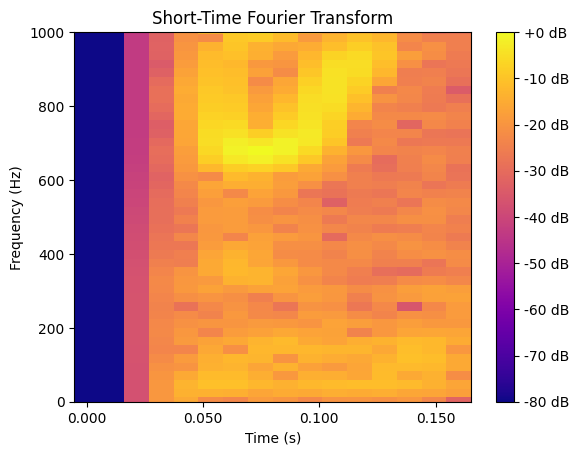 Short-Time Fourier Transform
1000
800
600
400
200
0
Frequency (Hz)
0.000
0.050
0.100
0.150
Time (s)
+0 dB
-10 dB
-20 dB
-30 dB
-40 dB
-50 dB
-60 dB
-70 dB
-80 dB